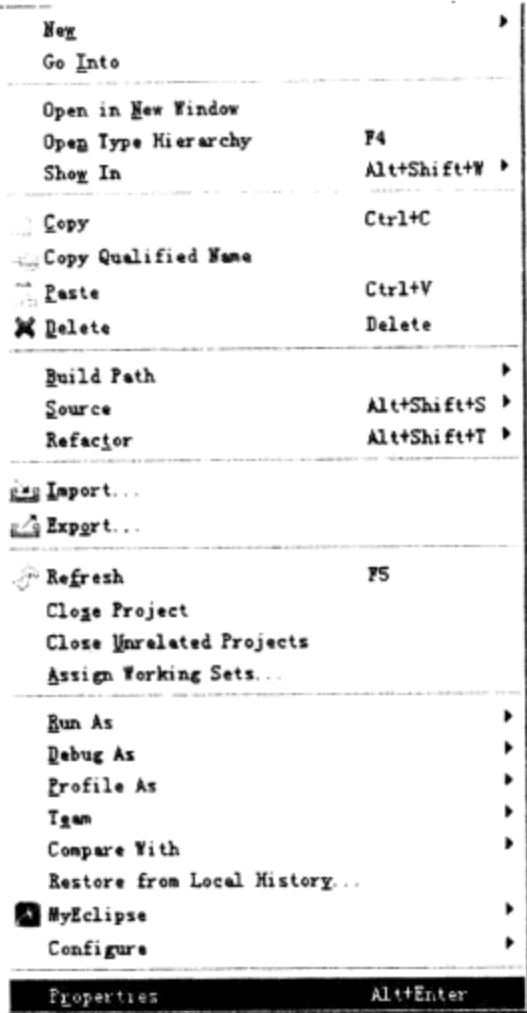 New
Go Into
Open in New Window
Open Type Hierarchy F4
Show In Alt+Shift+W
Copy Ctrl+C
Copy Qualified Name
Paste Ctrl+V
Delete Delete
Build Path
Source Alt+Shift+S
Refactor Alt+Shift+T
Import...
Export...
Refresh F5
Close Project
Close Unrelated Projects
Assign Working Sets...
Run As
Debug As
Profile As
Team
Compare With
Restore from Local History...
MyEclipse
Configure
Properties Alt+Enter